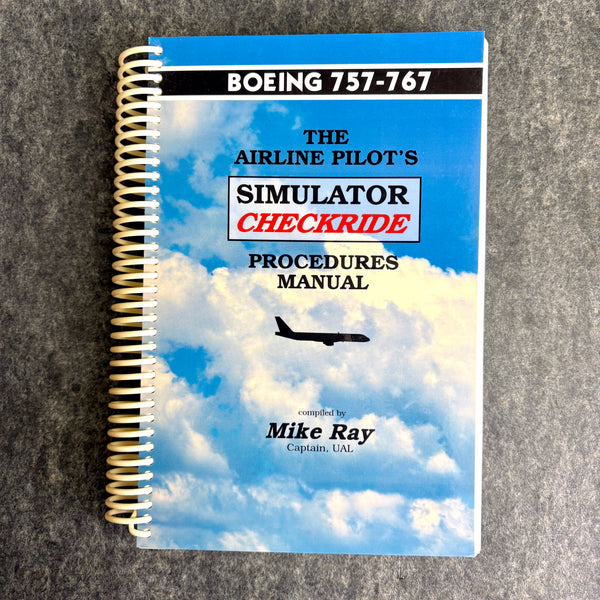 BOEING 757-767
THE
AIRLINE PILOT'S
SIMULATOR
CHECKRIDE
PROCEDURES
MANUAL
compiled by
Mike Ray
Captain, UAL